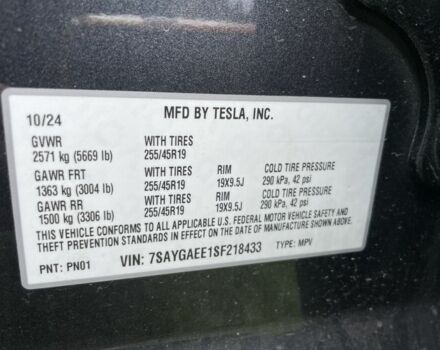 MFD BY TESLA, INC.
10/24
GVWR WITH TIRES
2571 kg (5669 lb) 255/45R19
GAWR FRT WITH TIRES RIM COLD TIRE PRESSURE
1363 kg (3004 lb) 255/45R19 19X9.5J 290 kPa, 42 psi
GAWR RR WITH TIRES RIM COLD TIRE PRESSURE
1500 kg (3306 lb) 255/45R19 19X9.5J 290 kPa, 42 psi
THIS VEHICLE CONFORMS TO ALL APPLICABLE U.S. FEDERAL MOTOR VEHICLE SAFETY AND
THEFT PREVENTION STANDARDS IN EFFECT ON THE DATE OF MANUFACTURE SHOWN ABOVE.
PNT: PN01 VIN: 7SAYGAEE1SF218433 TYPE: MPV